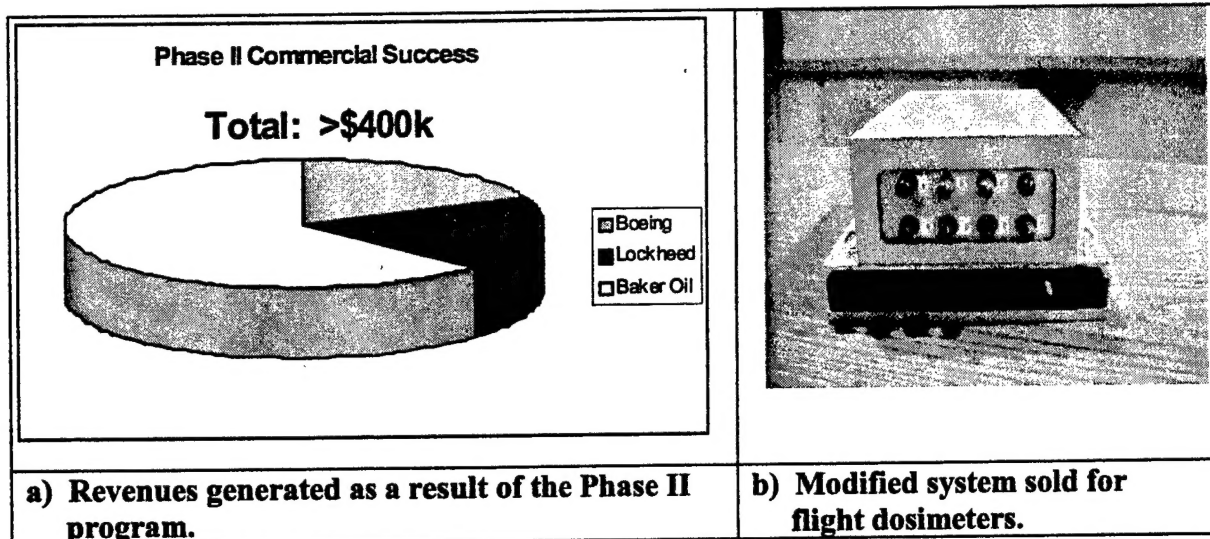 Phase II Commercial Success
Total: >$400k
Boeing
Lockheed
Baker Oil
a) Revenues generated as a result of the Phase II
program.
b) Modified system sold for
flight dosimeters.